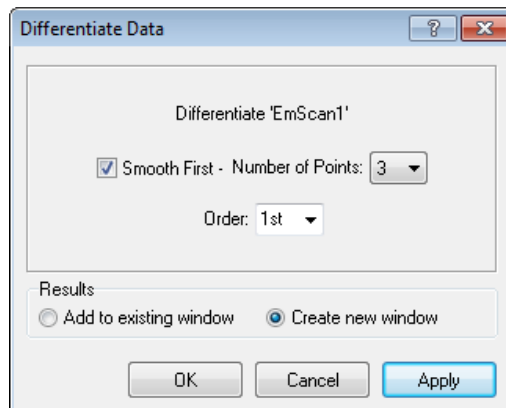 Differentiate Data ?
Differentiate 'EmScan1'
Smooth First - Number of Points: 3
Order: 1st
Results
Add to existing window Create new window
OK Cancel Apply